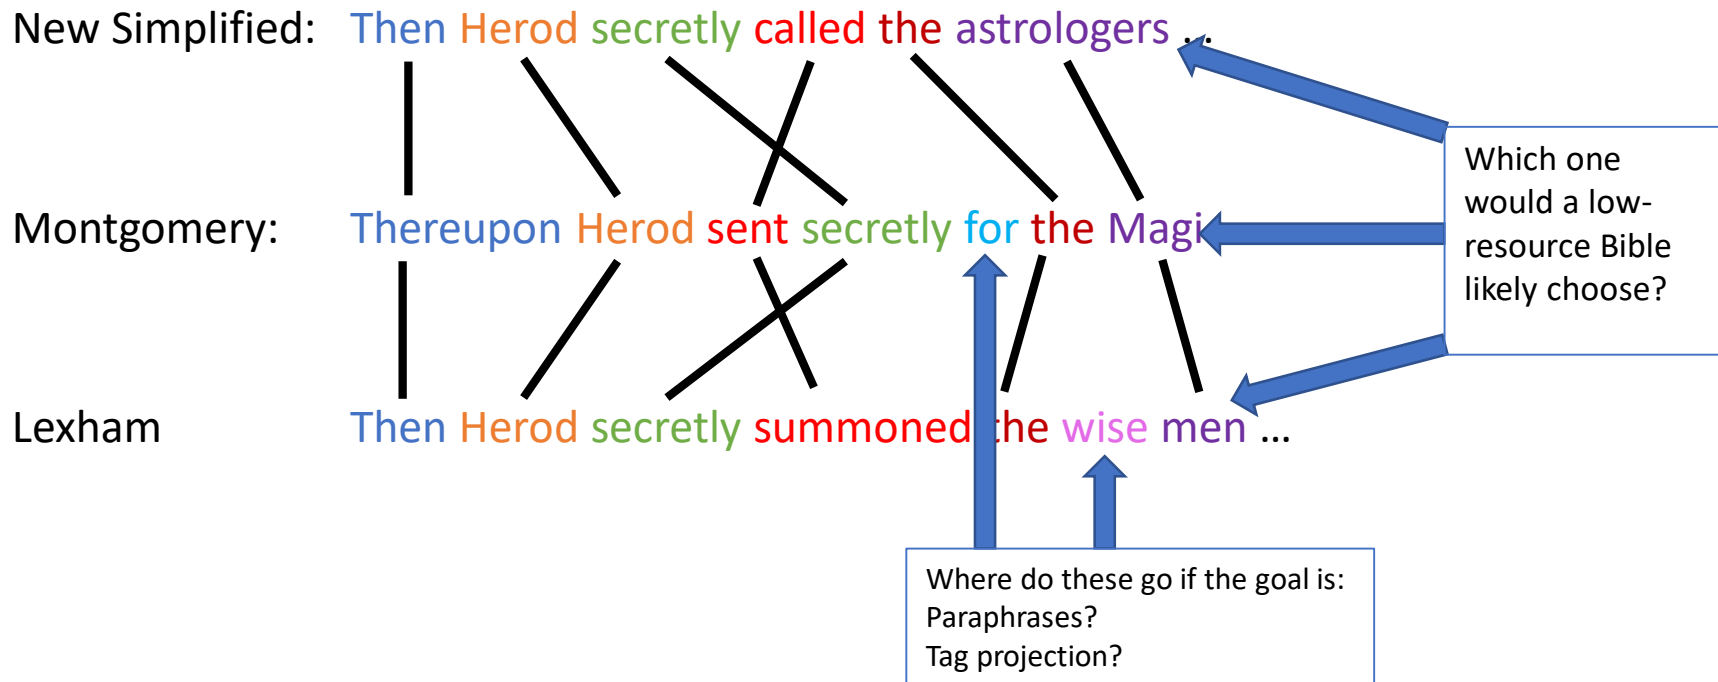 New Simplified: Then Herod secretly called the astrologers ...
Montgomery: Thereupon Herod sent secretly for the Magi
Lexham Then Herod secretly summoned the wise men ...
Which one
would a low-
resource Bible
likely choose?
Where do these go if the goal is:
Paraphrases?
Tag projection?